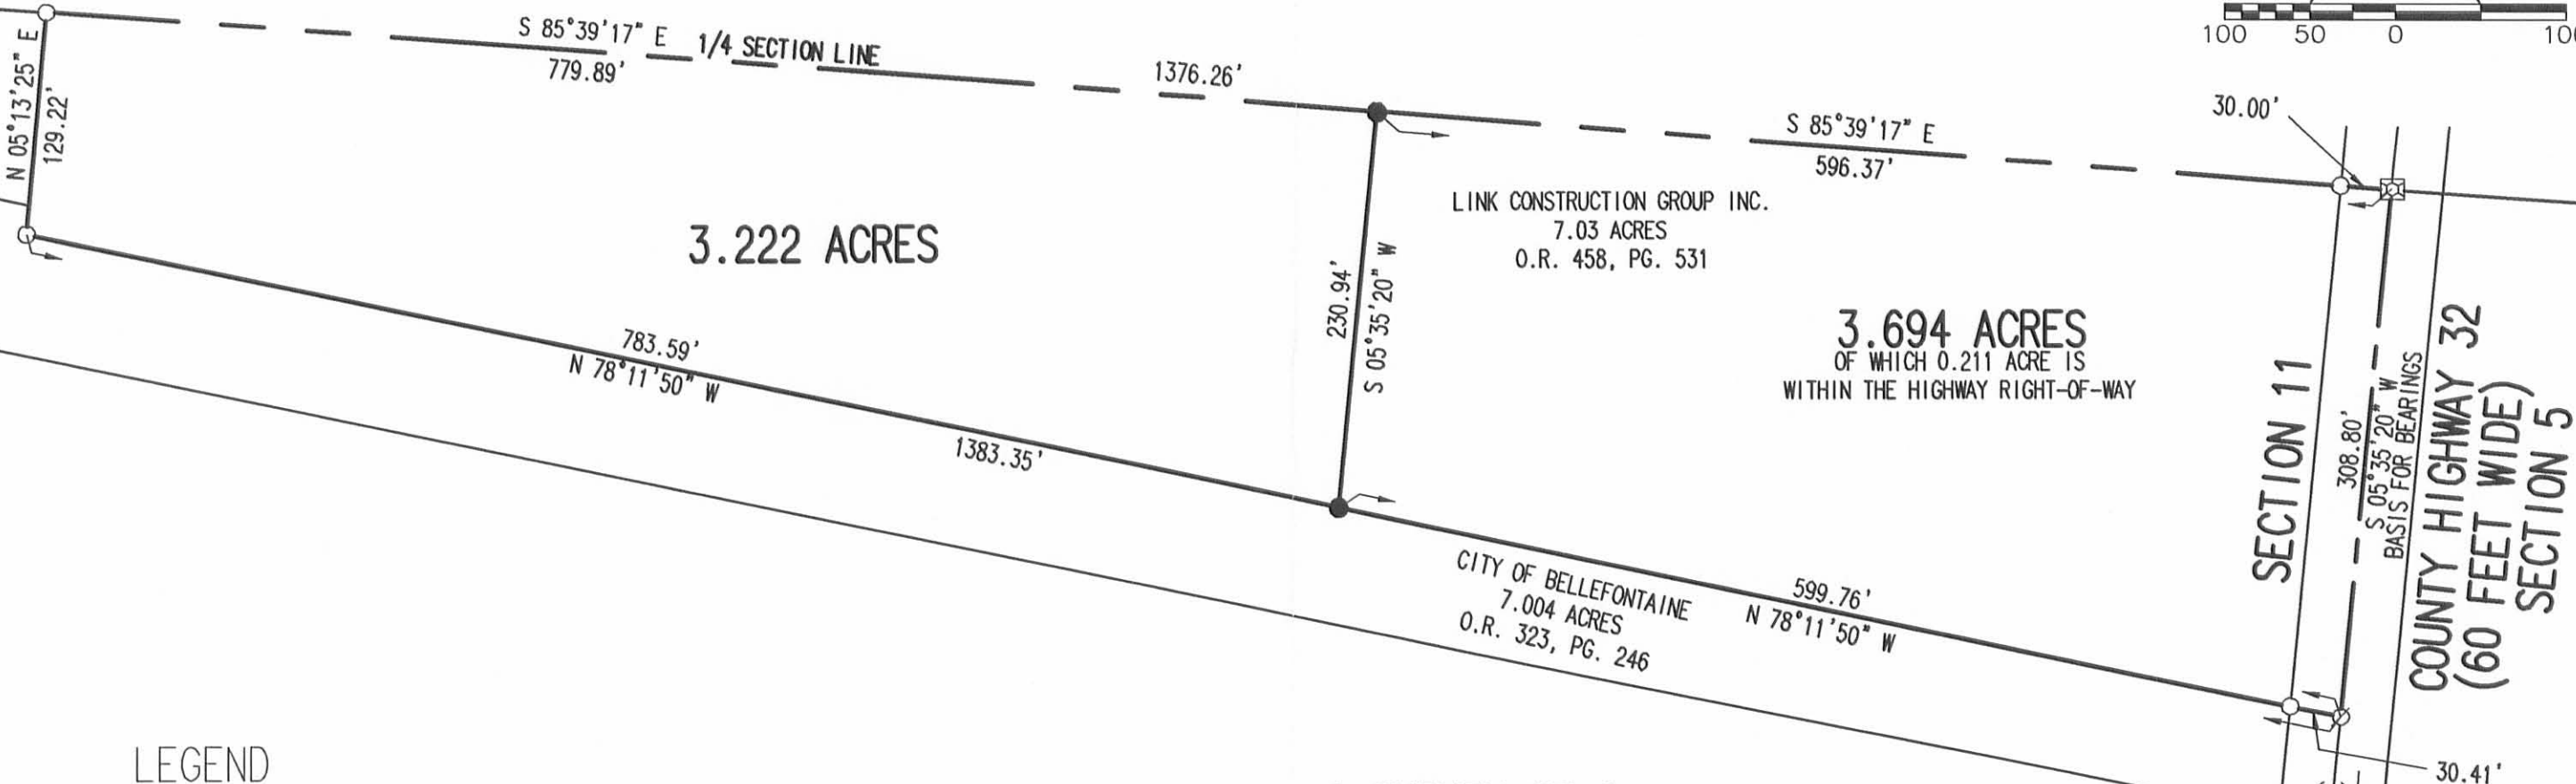 100 50 0
S 85°39'17" E
1/4 SECTION LINE
779.89'
1376.26'
30.00'
S 85°39'17" E
596.37'
N 05°13'25" E
129.22'
LINK CONSTRUCTION GROUP INC.
7.03 ACRES
O.R. 458, PG. 531
3.222 ACRES
230.94'
S 05°35'20" W
3.694 ACRES
OF WHICH 0.211 ACRE IS
WITHIN THE HIGHWAY RIGHT-OF-WAY
783.59'
N 78°11'50" W
1383.35'
SECTION 11
308.80'
S 05°35'20" W
BASIS FOR BEARINGS
COUNTY HIGHWAY 32
(60 FEET WIDE)
SECTION 5
CITY OF BELLEFONTAINE
7.004 ACRES
O.R. 323, PG. 246
599.76'
N 78°11'50" W
30.41'
LEGEND